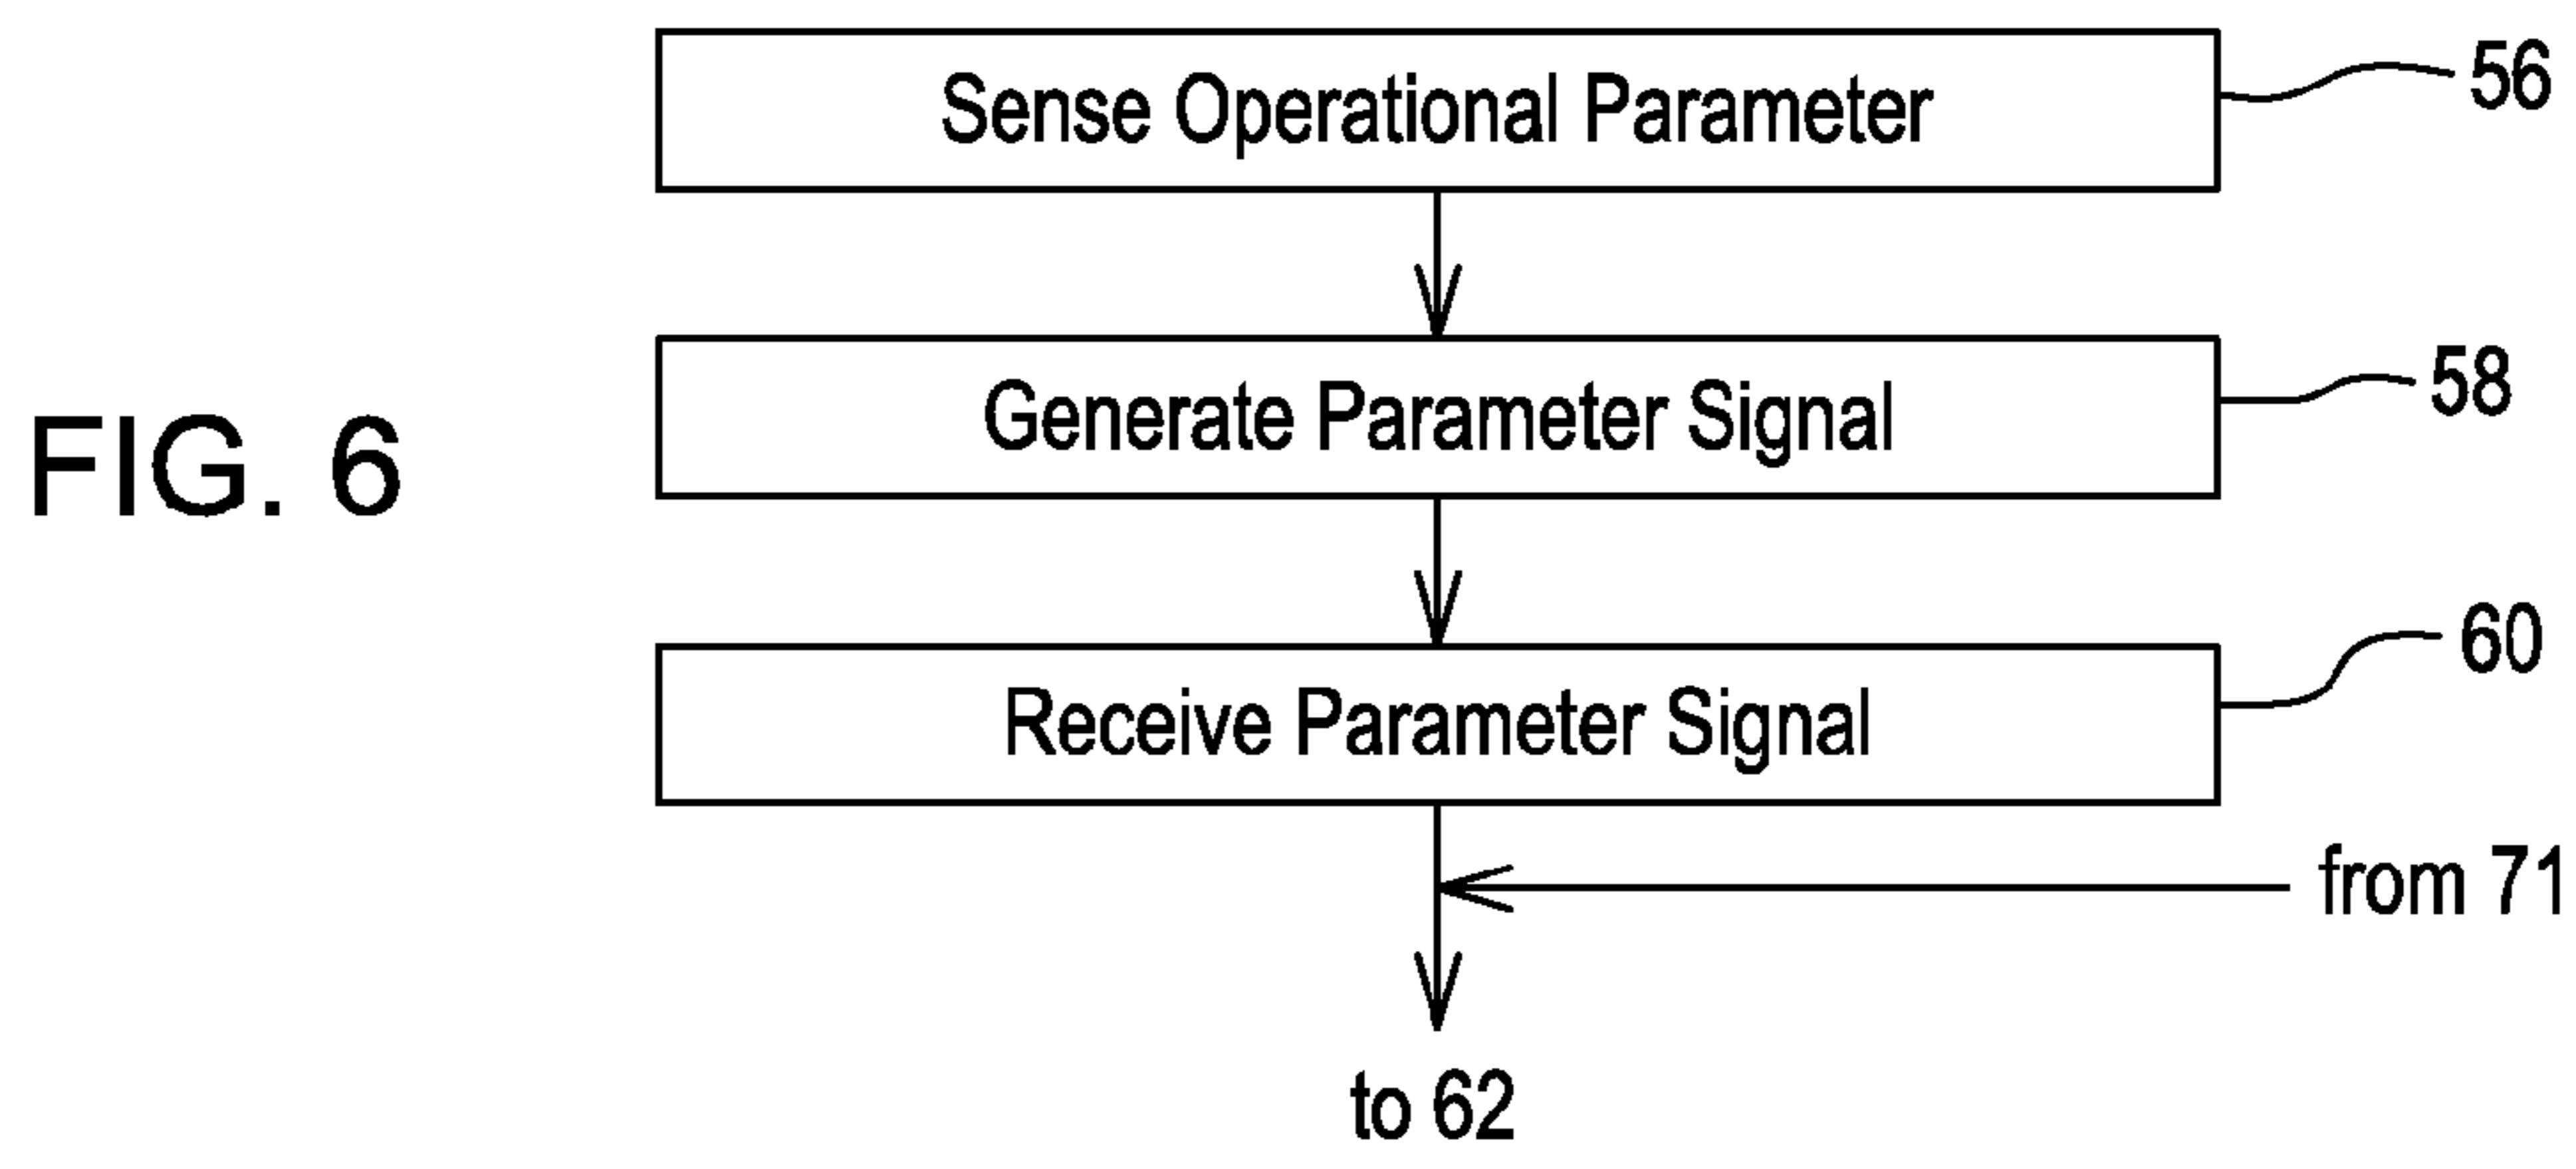 Sense Operational Parameter
56
Generate Parameter Signal
58
FIG. 6
Receive Parameter Signal
60
from 71
to 62